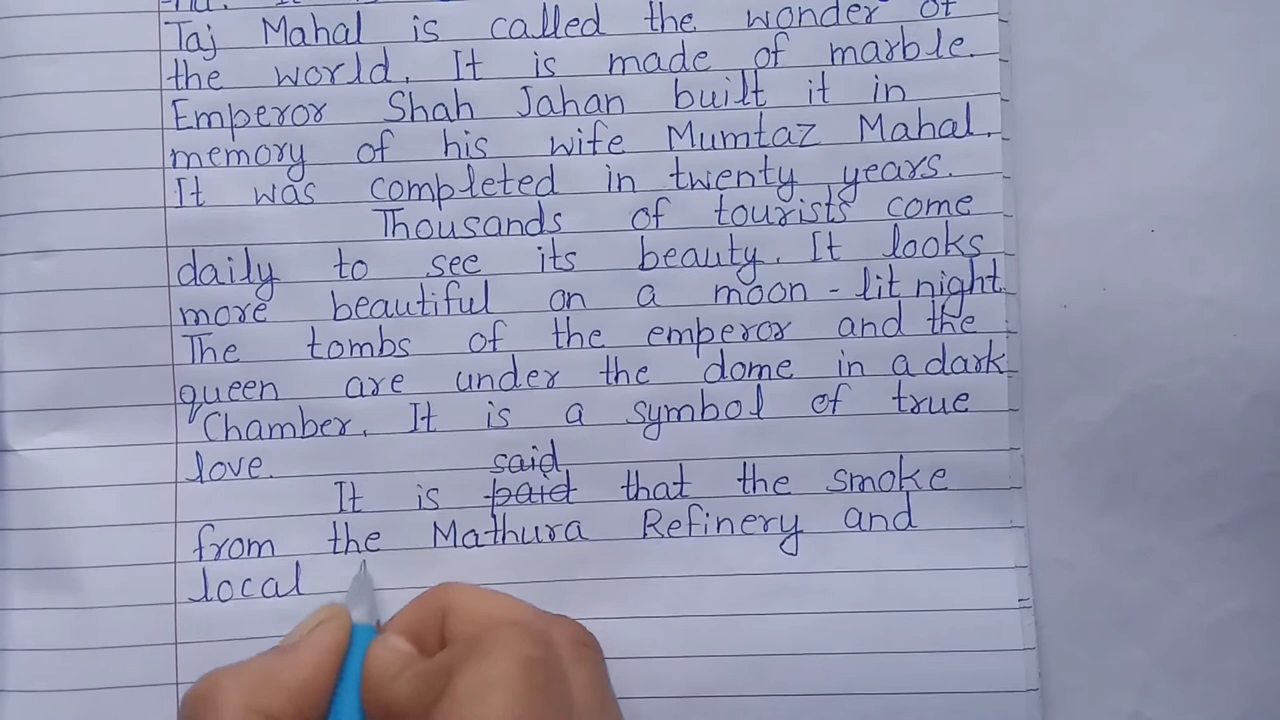 Taj Mahal is called the wonder of
the world. It is made of marble.
Emperor Shah Jahan built it in
memory of his wife Mumtaz Mahal.
It was completed in twenty years.
Thousands of tourists come
daily to see its beauty. It looks
more beautiful on a moon-lit night.
The tombs of the emperor and the
queen are under the dome in a dark
Chamber. It is a symbol of true
love.
said
It is paid that the smoke
from the Mathura Refinery and
local